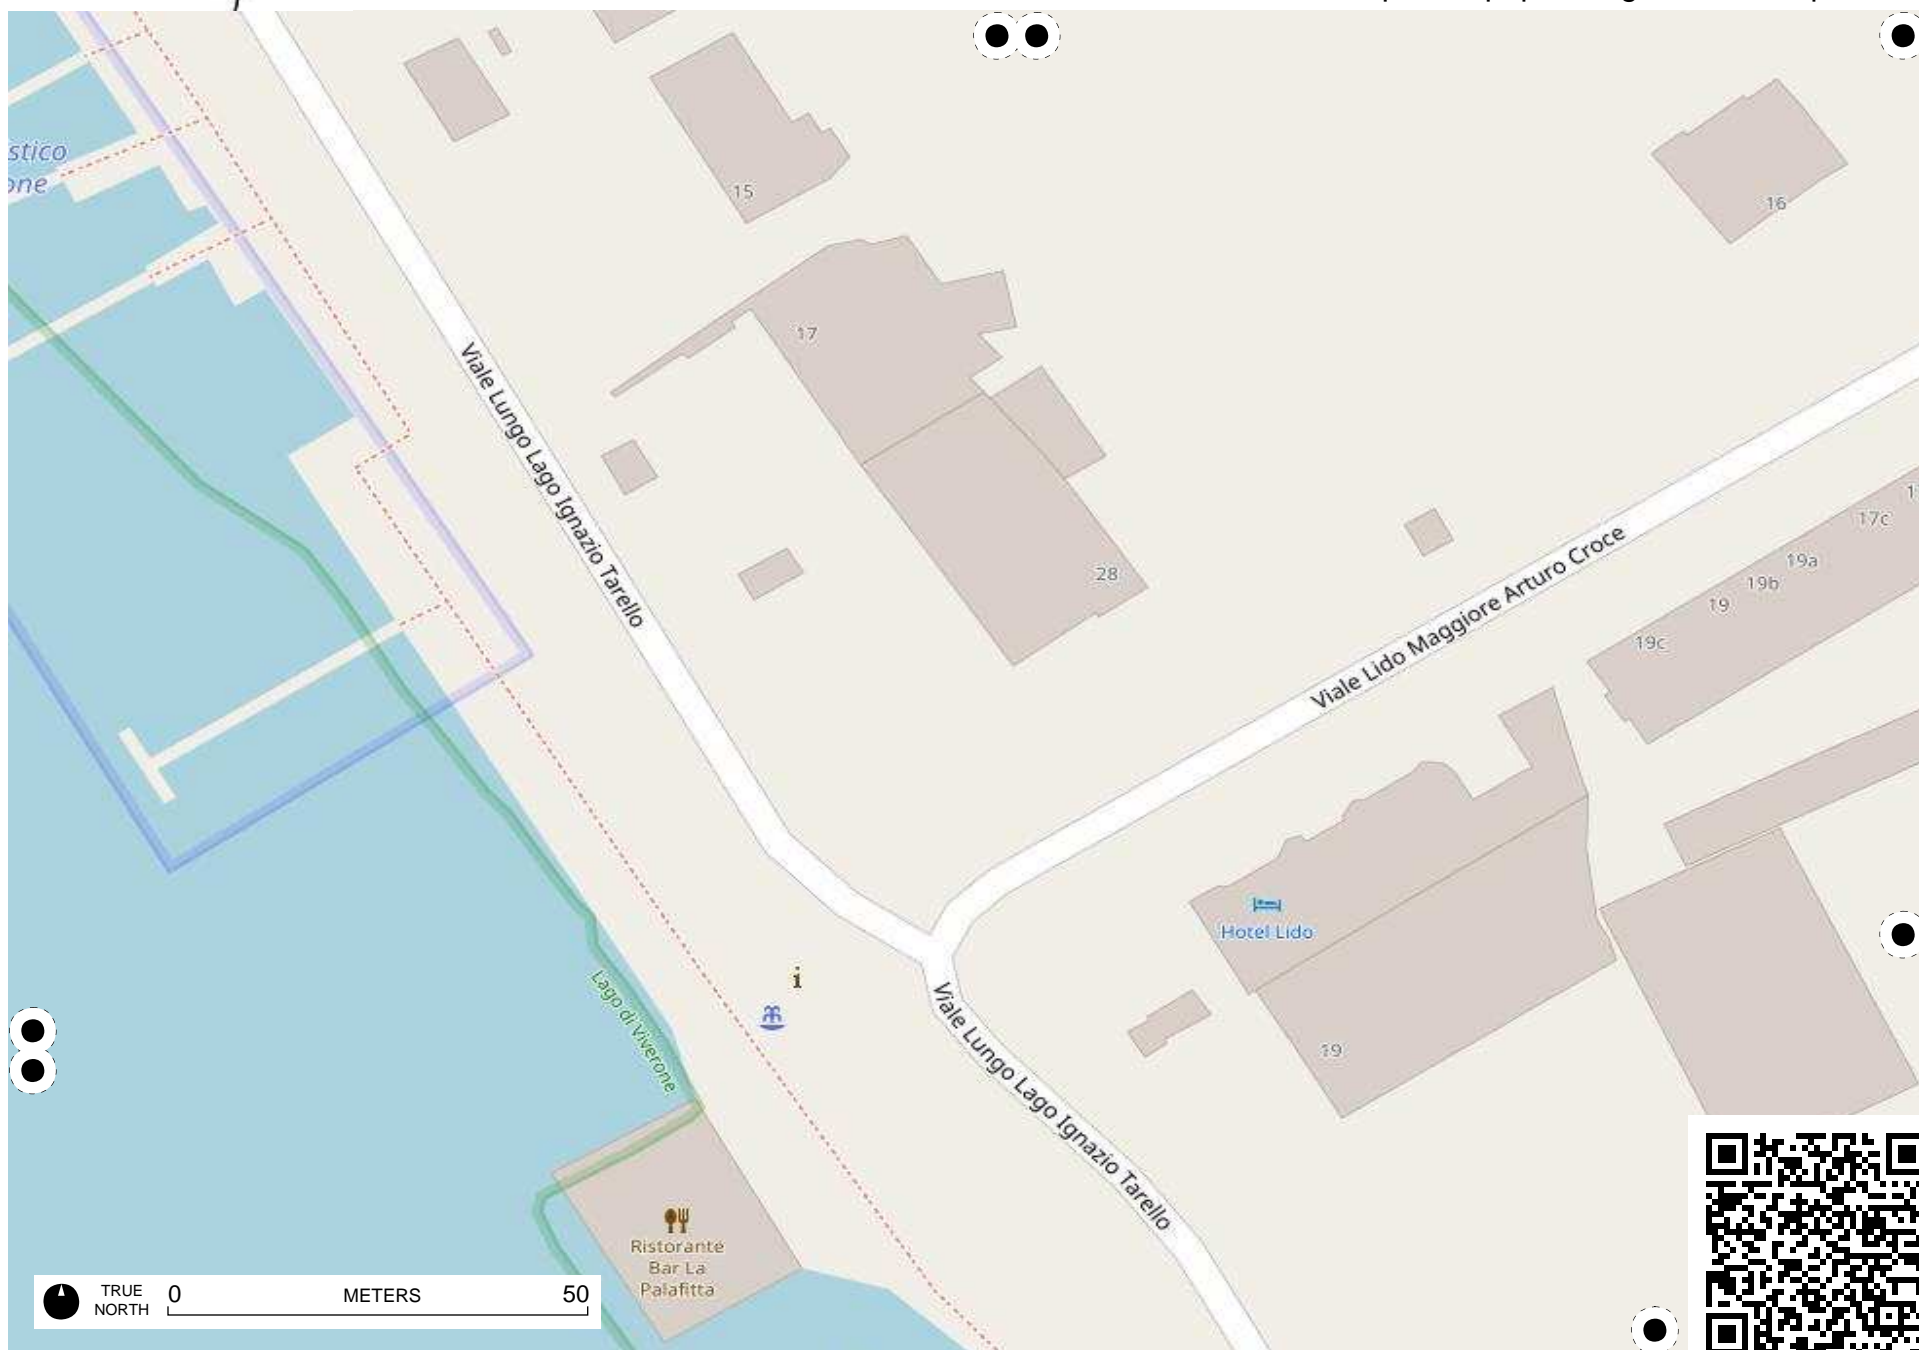 stico
one
15
16
17
Viale Lungo Lago Ignazio Tarello
28
Viale Lido Maggiore Arturo Croce
17c
19a
19b
19
19c
Hotel Lido
i
Lago di Viverone
Viale Lungo Lago Ignazio Tarello
19
Ristorante
Bar La
Palafitta
TRUE
NORTH
0
METERS
50